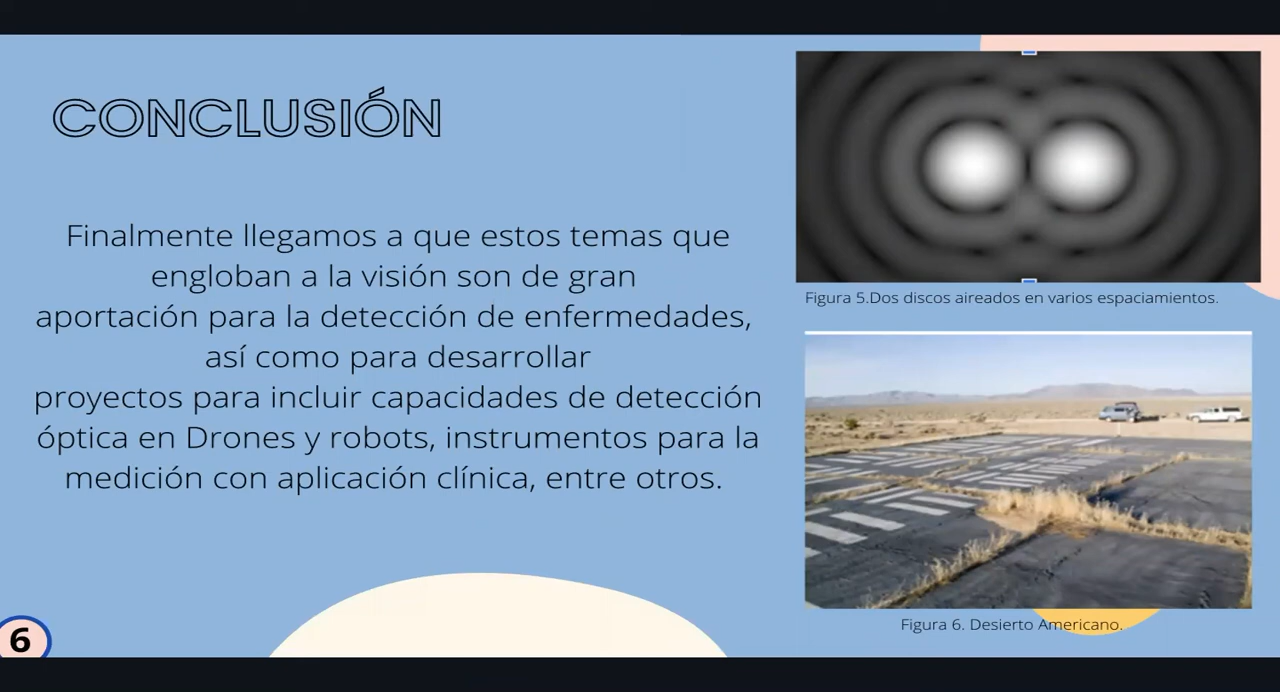 CONCLUSIÓN
Finalmente llegamos a que estos temas que
engloban a la visión son de gran
aportación para la detección de enfermedades,
así como para desarrollar
proyectos para incluir capacidades de detección
óptica en Drones y robots, instrumentos para la
medición con aplicación clínica, entre otros.
Figura 5.Dos discos aireados en varios espaciamientos.
Figura 6. Desierto Americano.
6